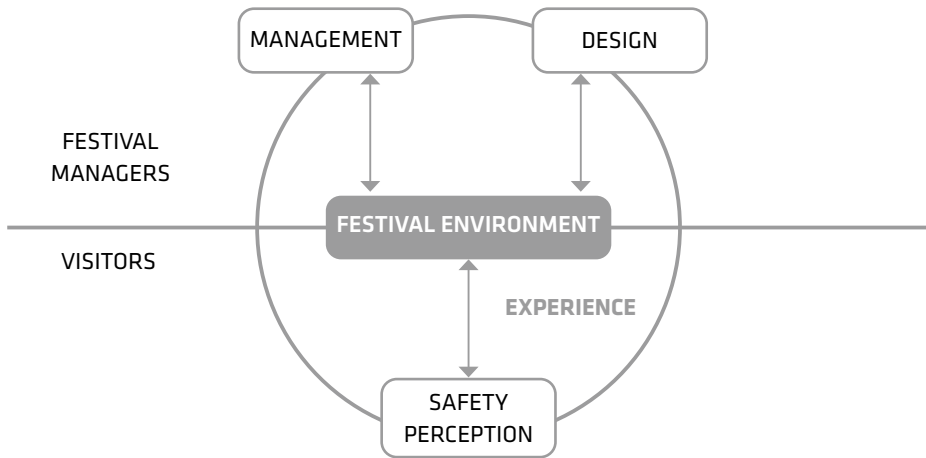 MANAGEMENT
DESIGN
FESTIVAL
MANAGERS
FESTIVAL ENVIRONMENT
VISITORS
EXPERIENCE
SAFETY
PERCEPTION